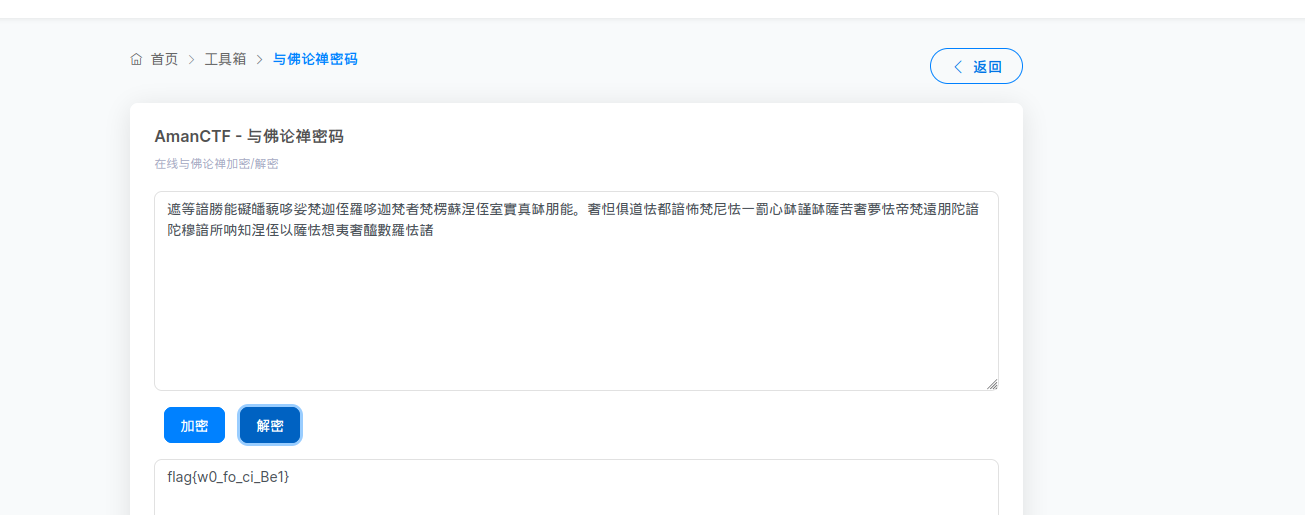 首页 > 工具箱 > 与佛论禅密码
返回
AmanCTF - 与佛论禅密码
在线与佛论禅加密/解密
遮等諳勝能礙皤藐哆娑梵迦侄羅哆迦梵者梵楞蘇涅侄室實真缽朋能。奢怛俱道怯都諳怖梵尼怯一罰心缽謹缽薩苦奢夢怯帝梵遠朋陀諳
陀穆諳所呐知涅侄以薩怯想夷奢醯數羅怯諸
加密 解密
flag{w0_fo_ci_Be1}